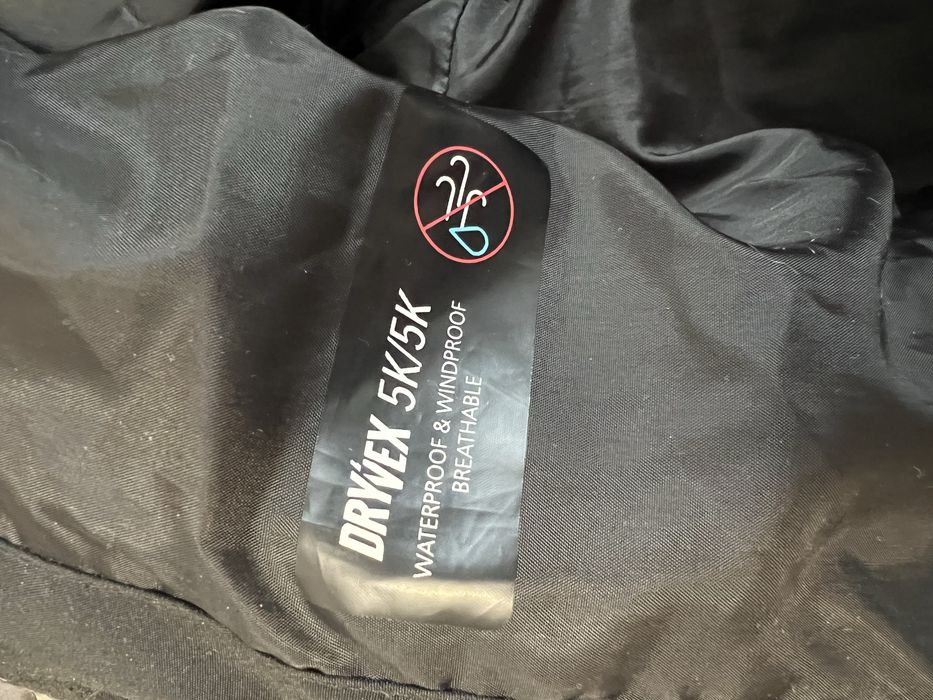 DRYVEX 5K/5K
WATERPROOF & WINDPROOF
BREATHABLE